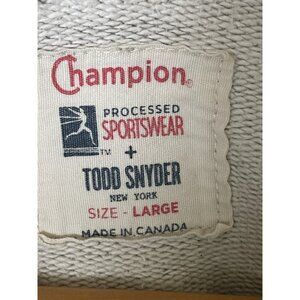 Champion®
PROCESSED
SPORTSWEAR
TM +
TODD SNYDER
NEW YORK
SIZE - LARGE
MADE IN CANADA